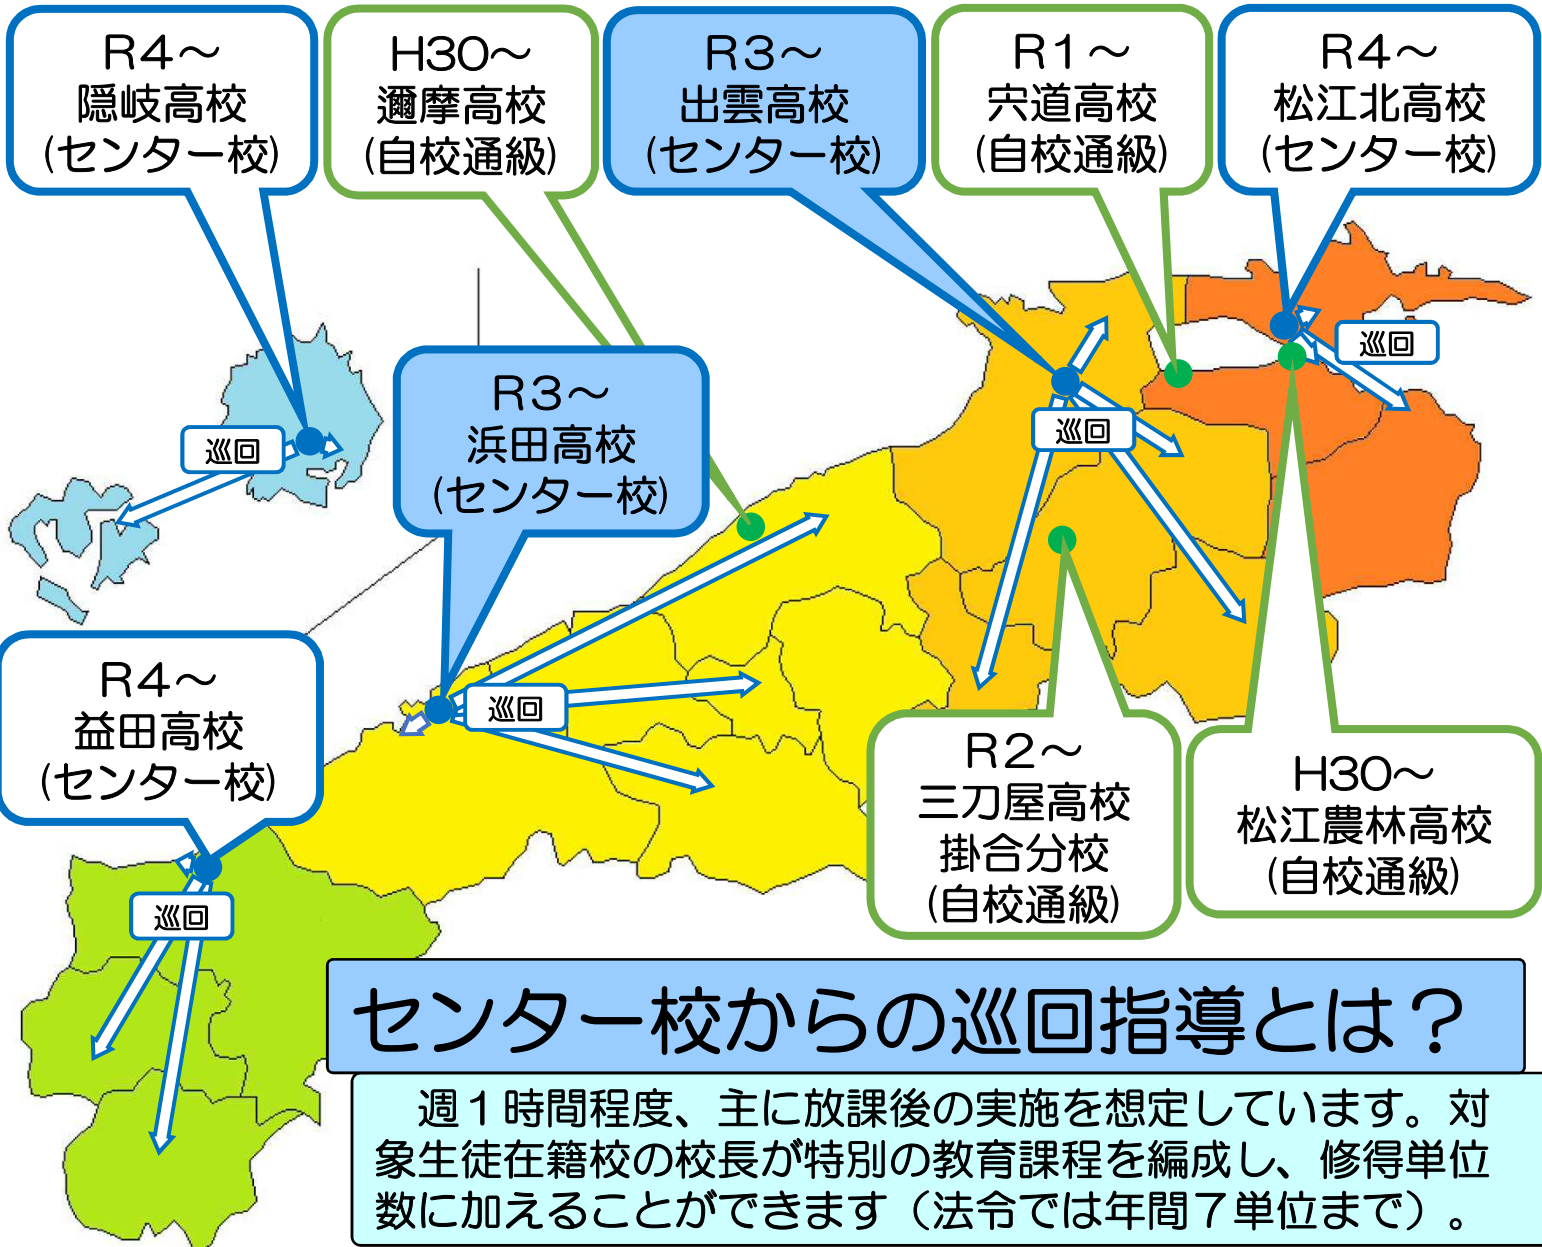 R4～
隠岐高校
(センター校)
H30～
邇摩高校
(自校通級)
R3～
出雲高校
(センター校)
R1～
宍道高校
(自校通級)
R4～
松江北高校
(センター校)
巡回
巡回
巡回
R3～
浜田高校
(センター校)
巡回
R4～
益田高校
(センター校)
巡回
R2～
三刀屋高校
掛合分校
(自校通級)
H30～
松江農林高校
(自校通級)
センター校からの巡回指導とは？
週１時間程度、主に放課後の実施を想定しています。対
象生徒在籍校の校長が特別の教育課程を編成し、修得単位
数に加えることができます（法令では年間７単位まで）。